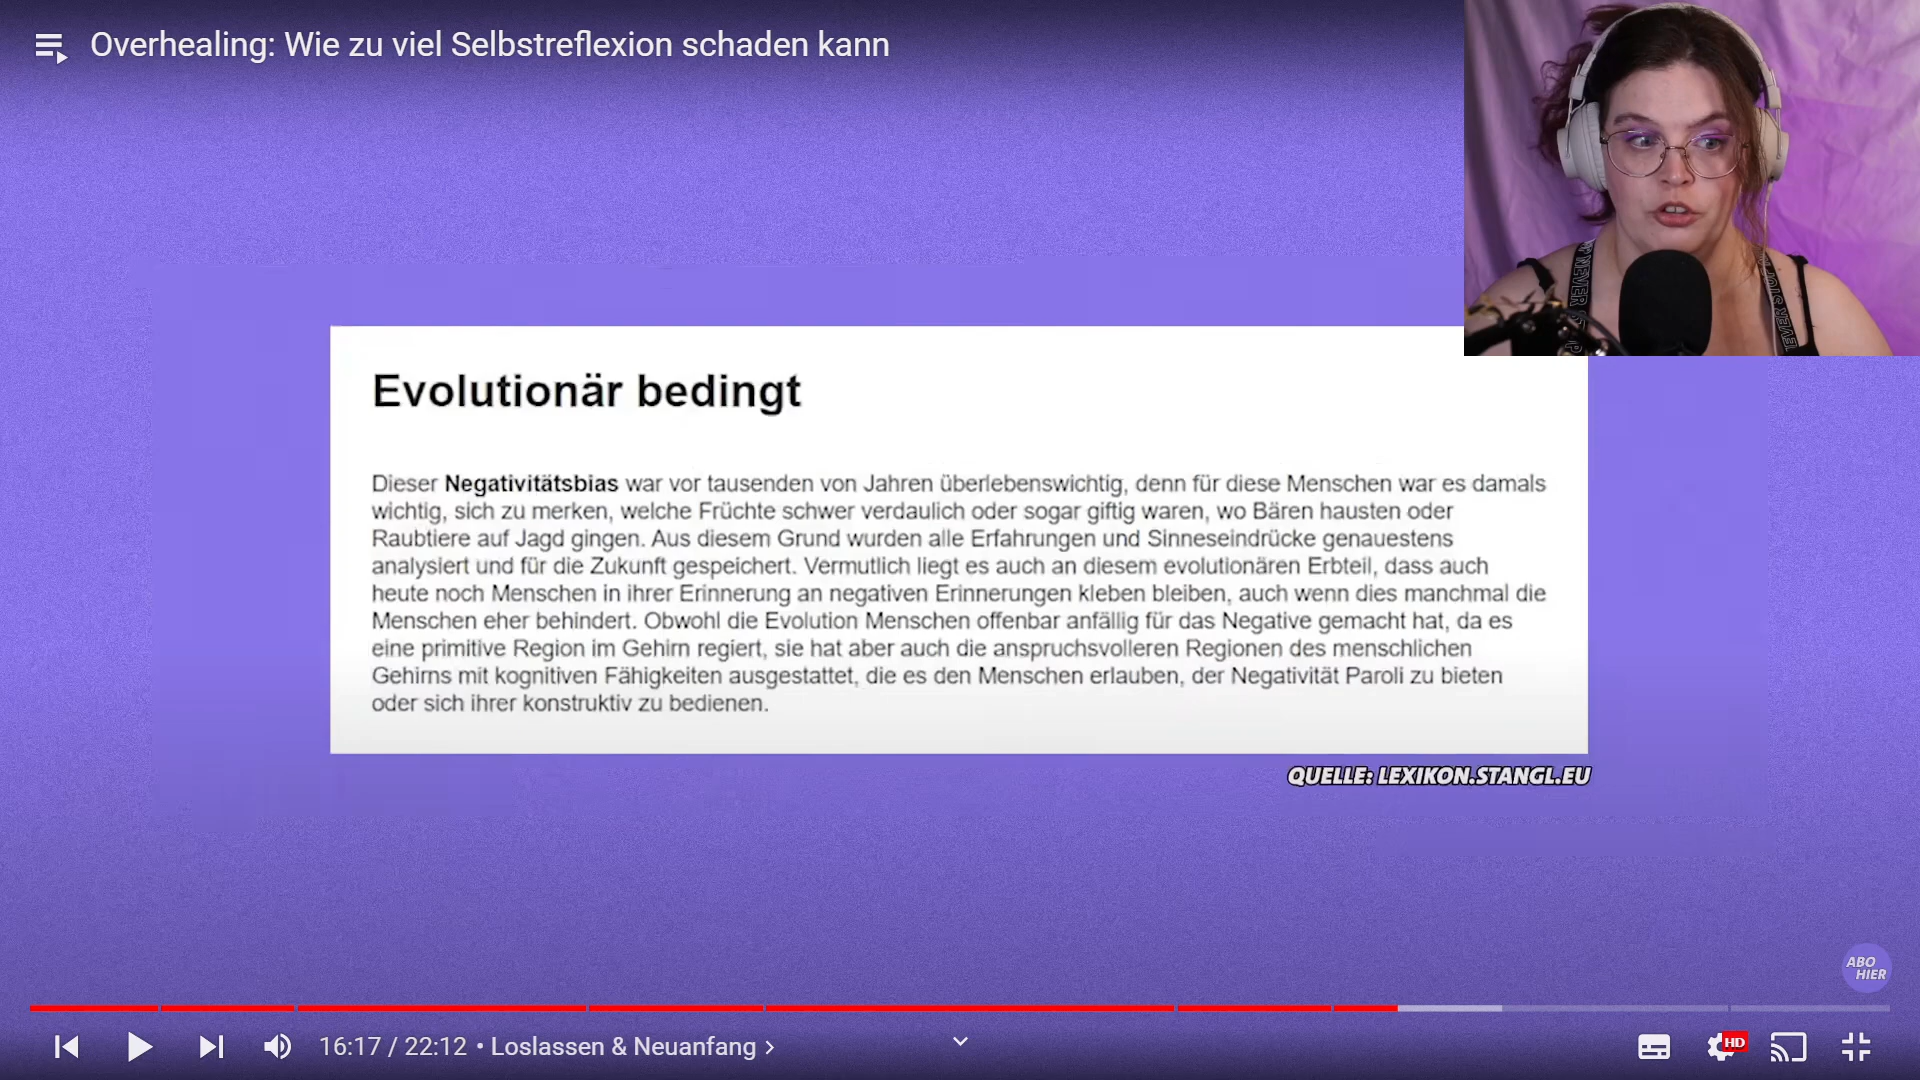 Overhealing: Wie zu viel Selbstreflexion schaden kann
Evolutionär bedingt
Dieser Negativitätsbias war vor tausenden von Jahren überlebenswichtig, denn für diese Menschen war es damals
wichtig, sich zu merken, welche Früchte schwer verdaulich oder sogar giftig waren, wo Bären hausten oder
Raubtiere auf Jagd gingen. Aus diesem Grund wurden alle Erfahrungen und Sinneseindrücke genauestens
analysiert und für die Zukunft gespeichert. Vermutlich liegt es auch an diesem evolutionären Erbteil, dass auch
heute noch Menschen in ihrer Erinnerung an negativen Erinnerungen kleben bleiben, auch wenn dies manchmal die
Menschen eher behindert. Obwohl die Evolution Menschen offenbar anfällig für das Negative gemacht hat, da es
eine primitive Region im Gehirn regiert, sie hat aber auch die anspruchsvolleren Regionen des menschlichen
Gehirns mit kognitiven Fähigkeiten ausgestattet, die es den Menschen erlauben, der Negativität Paroli zu bieten
oder sich ihrer konstruktiv zu bedienen.
QUELLE: LEXIKON.STANGL.EU
NEVER
NEVER STOP
ABO
HIER
16:17 / 22:12 • Loslassen & Neuanfang
HD